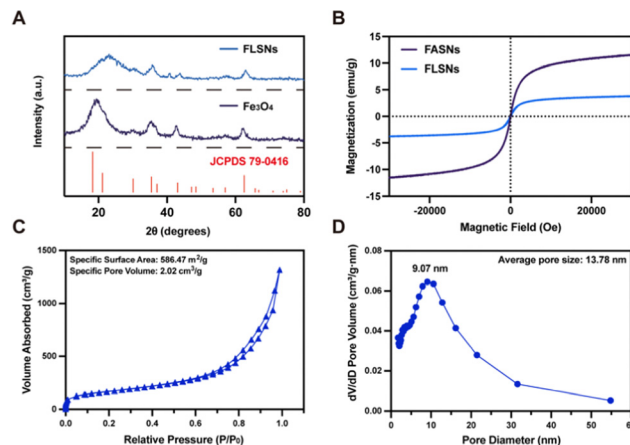 A
FLSNs
Fe₃O₄
JCPDS 79-0416
Intensity (a.u.)
20 40 60 80
2θ (degrees)
B
FASNs
FLSNs
Magnetization (emu/g)
15
10
5
0
-5
-10
-15
-20000 0 20000
Magnetic Field (Oe)
C
Specific Surface Area: 586.47 m²/g
Specific Pore Volume: 2.02 cm³/g
Volume Absorbed (cm³/g)
1500
1000
500
0
0.0 0.2 0.4 0.6 0.8 1.0
Relative Pressure (P/P₀)
D
Average pore size: 13.78 nm
9.07 nm
dV/dD Pore Volume (cm³/g·nm)
0.08
0.06
0.04
0.02
0.00
0 10 20 30 40 50 60
Pore Diameter (nm)